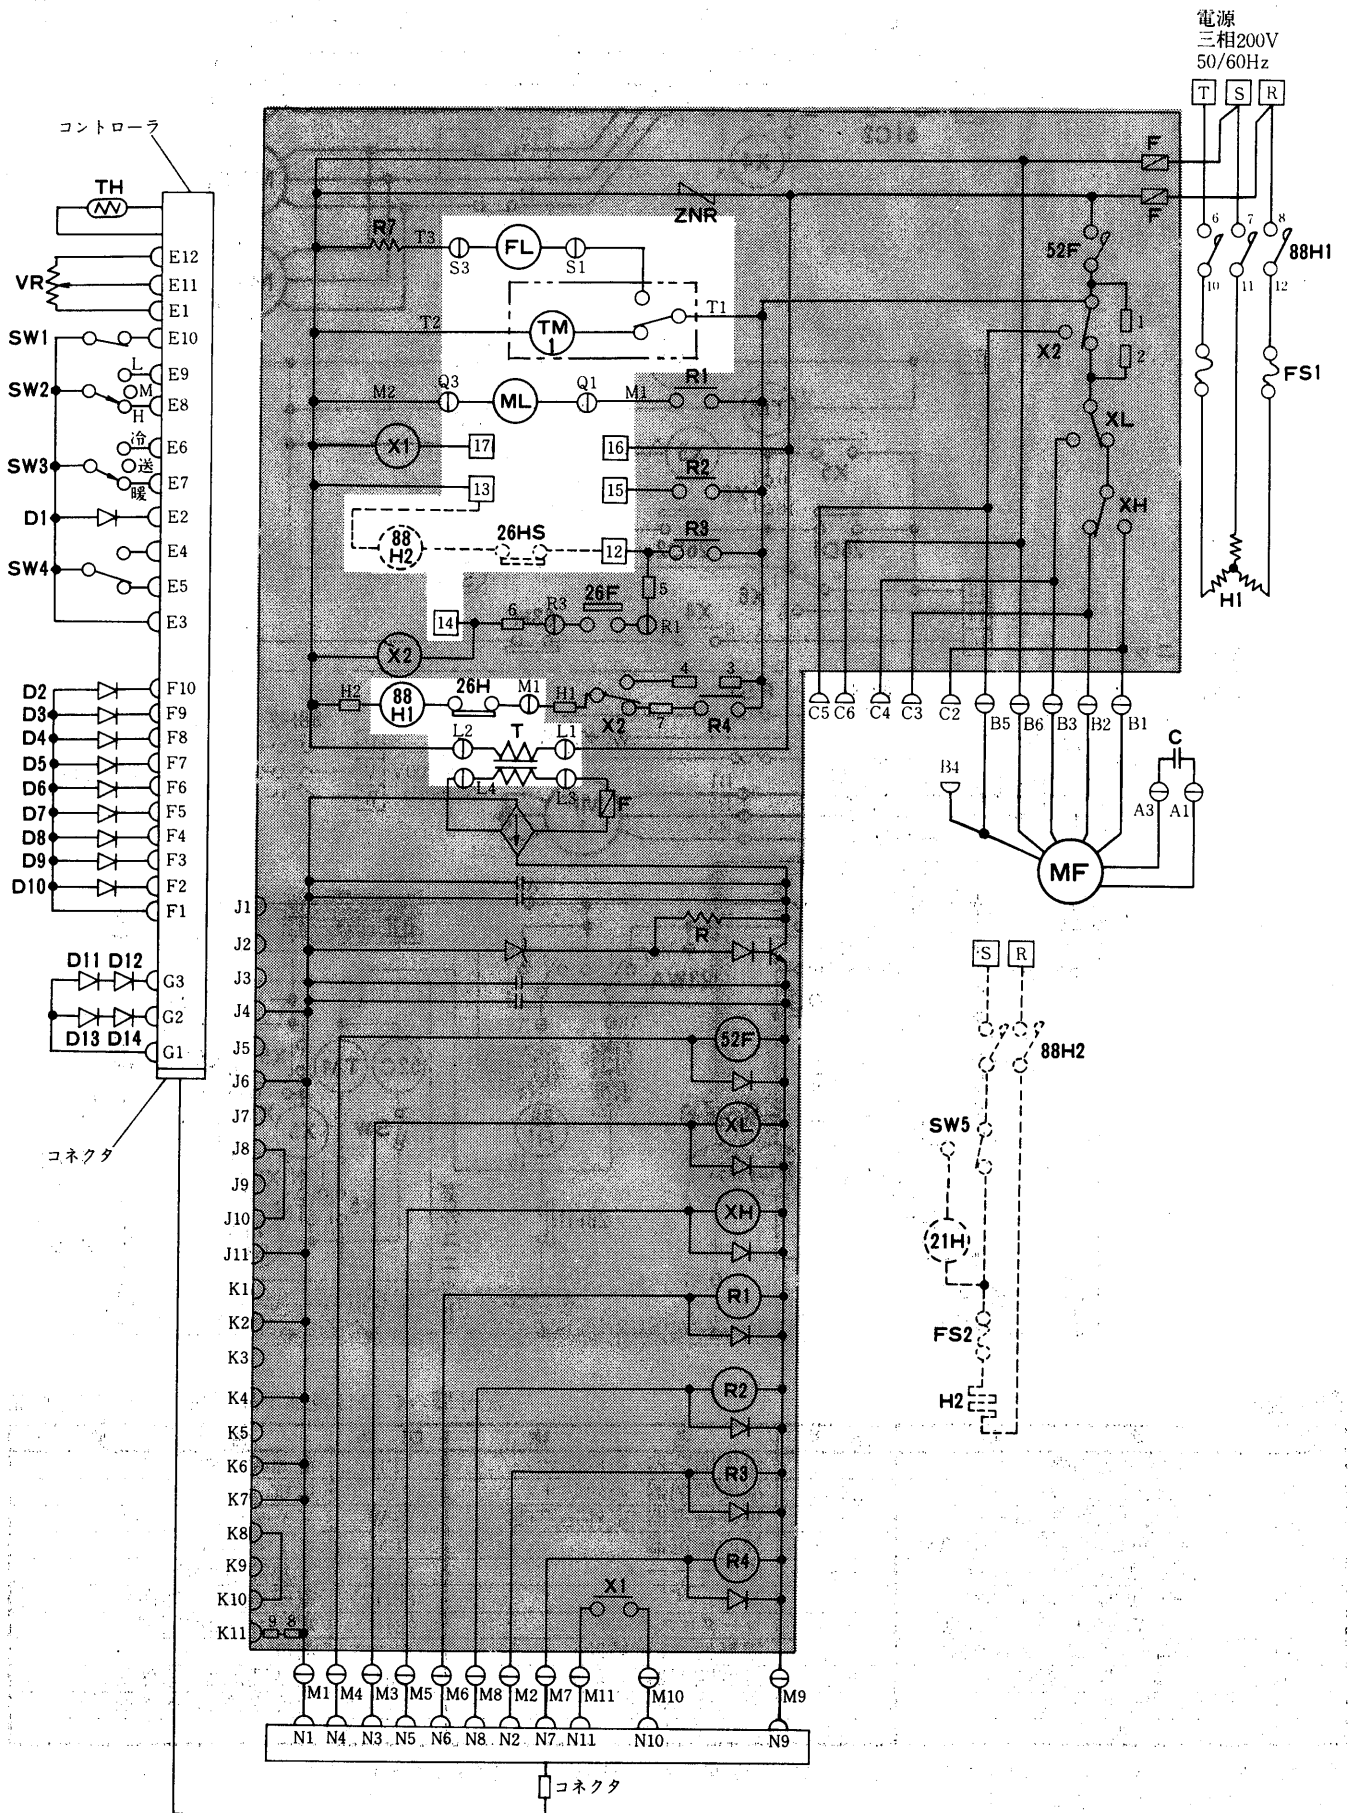 電源
三相200V
50/60Hz
T S R
コントローラ
F
F
ZNR
TH
6 7 8
88H1
10 11 12
FS1
H1
52F
1
2
X2
XL
XH
R7 T3 S3 FL S1
T2 TM T1
M2 Q3 ML Q1 M1 R1
X1 17 16
13 15 R2
88
H2
26HS 12 R3
5
14 6 R3 26F R1
X2
4 3
H2 88
H1
26H M1 H1 X2 7 R4
L2 T L1
L4 L3 F
VR
E12
E11
E1
SW1 E10
L E9
SW2 M
H E8
冷 E6
SW3 送
暖 E7
D1 E2
E4
SW4 E5
E3
D2 F10
D3 F9
D4 F8
D5 F7
D6 F6
D7 F5
D8 F4
D9 F3
D10 F2
F1
D11 D12 G3
G2
D13 D14 G1
コネクタ
C5 C6 C4 C3 C2 B5 B6 B3 B2 B1
B4
C
A3 A1
MF
J1
J2
J3
J4
J5
J6
J7
J8
J9
J10
J11
K1
K2
K3
K4
K5
K6
K7
K8
K9
K10
K11 9 8
R
52F
XL
XH
R1
R2
R3
R4
X1
S R
88H2
SW5
21H
FS2
H2
M1 M4 M3 M5 M6 M8 M2 M7 M11 M10 M9
N1 N4 N3 N5 N6 N8 N2 N7 N11 N10 N9
コネクタ